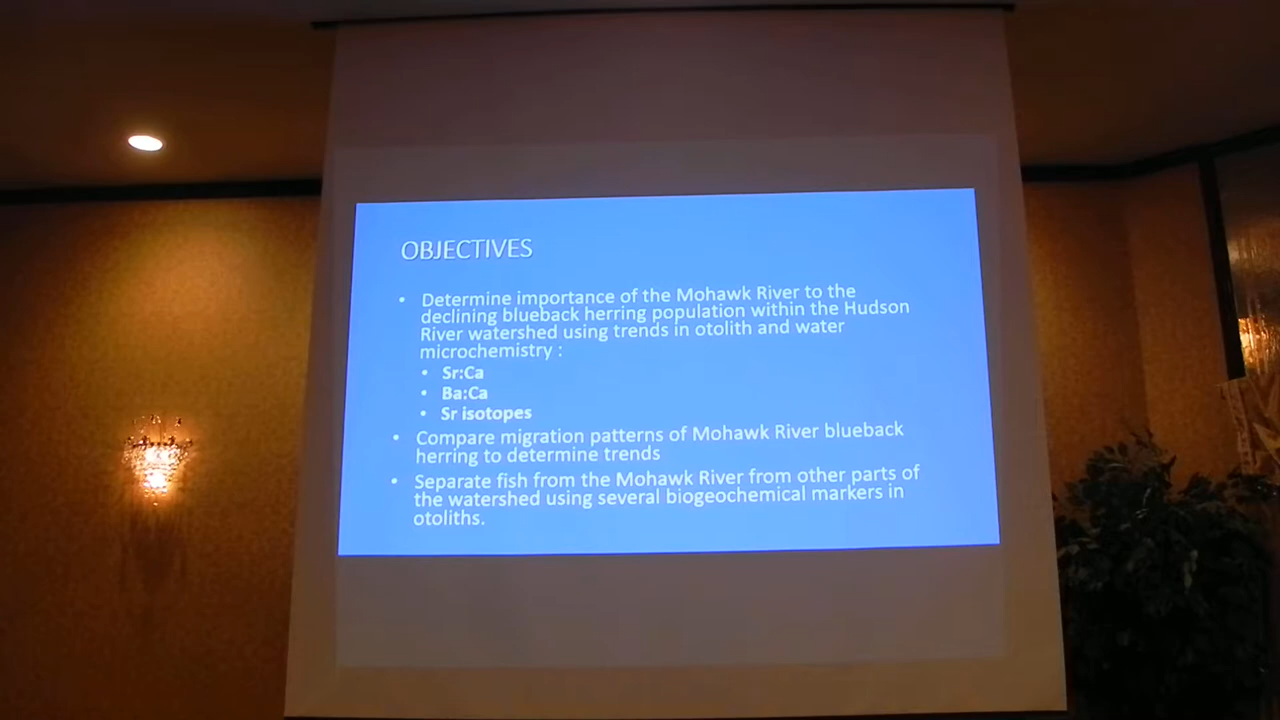 OBJECTIVES
• Determine importance of the Mohawk River to the
declining blueback herring population within the Hudson
River watershed using trends in otolith and water
microchemistry :
• Sr:Ca
• Ba:Ca
• Sr isotopes
• Compare migration patterns of Mohawk River blueback
herring to determine trends
• Separate fish from the Mohawk River from other parts of
the watershed using several biogeochemical markers in
otoliths.